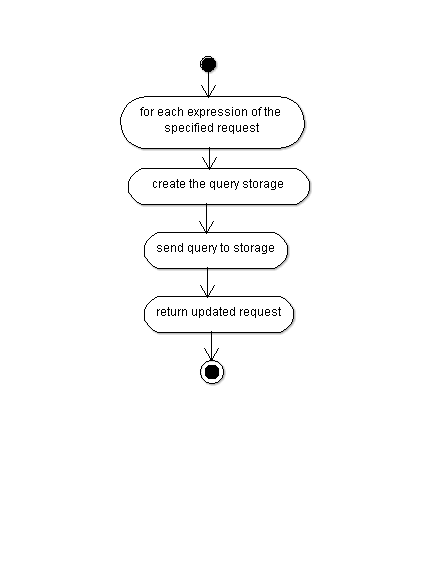 for each expression of the
specified request
create the query storage
send query to storage
return updated request